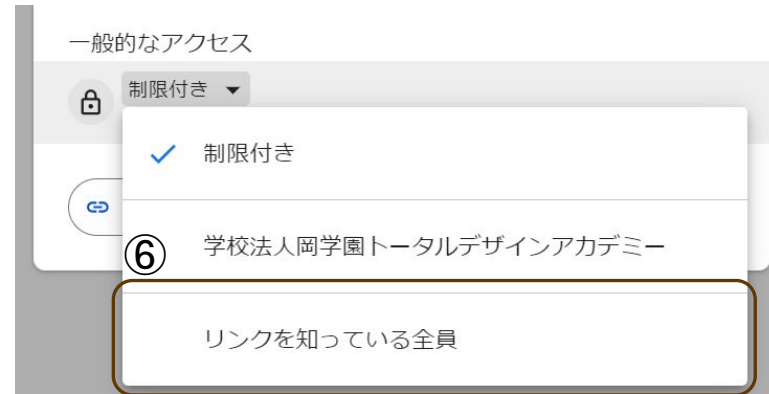 一般的なアクセス
制限付き
制限付き
学校法人岡学園トータルデザインアカデミー
⑥
リンクを知っている全員